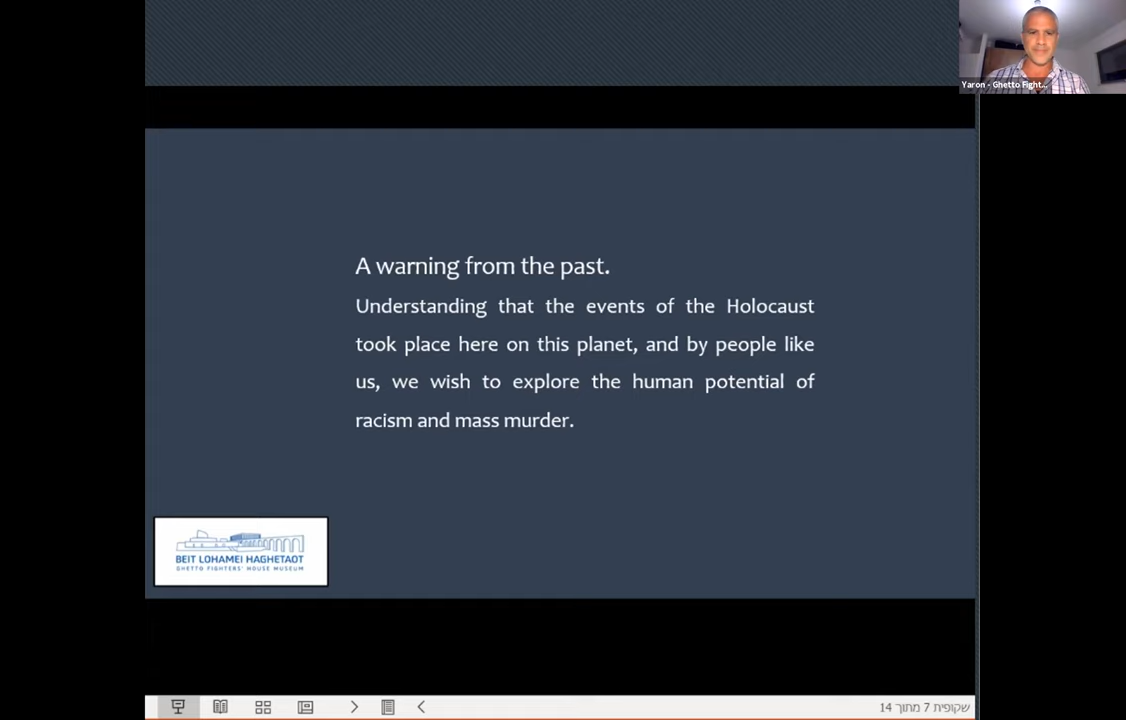 Yaron - Ghetto Fight...
A warning from the past.
Understanding that the events of the Holocaust
took place here on this planet, and by people like
us, we wish to explore the human potential of
racism and mass murder.
BEIT LOHAMEI HAGHETAOT
GHETTO FIGHTERS' HOUSE MUSEUM
שקופית 7 מתוך 14